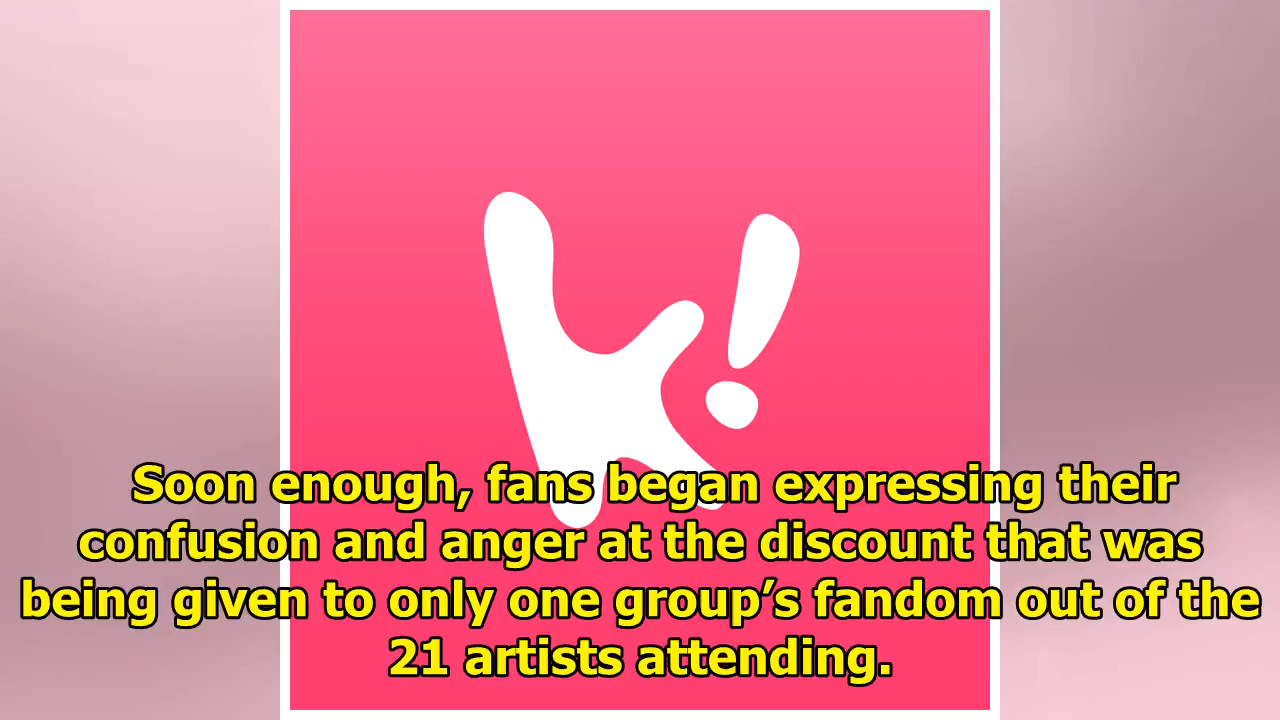 k!
Soon enough, fans began expressing their
confusion and anger at the discount that was
being given to only one group’s fandom out of the
21 artists attending.